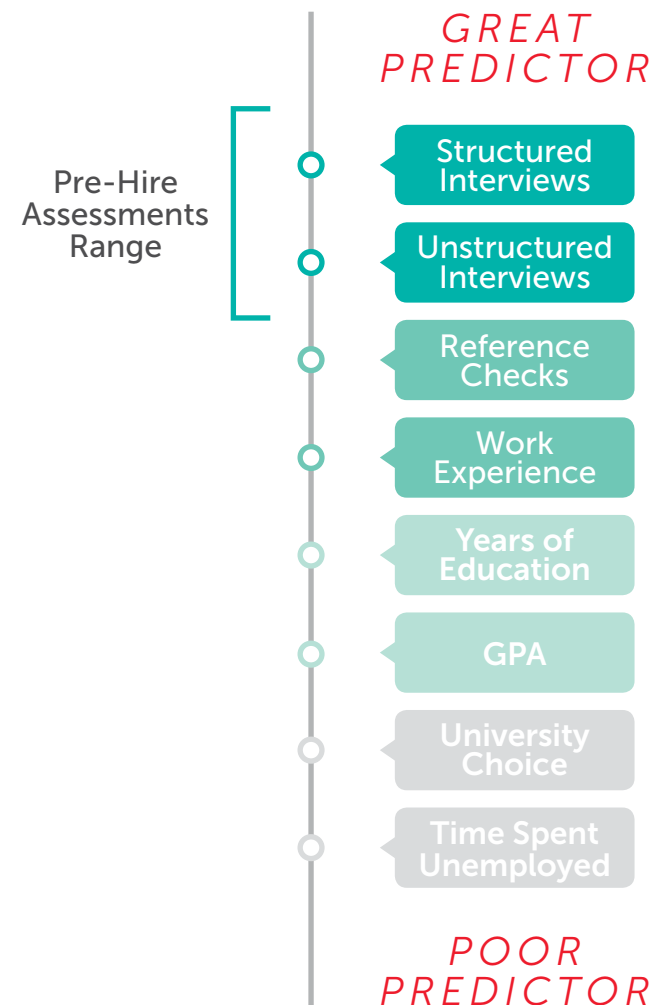 GREAT
PREDICTOR
Pre-Hire
Assessments
Range
Structured
Interviews
Unstructured
Interviews
Reference
Checks
Work
Experience
Years of
Education
GPA
University
Choice
Time Spent
Unemployed
POOR
PREDICTOR